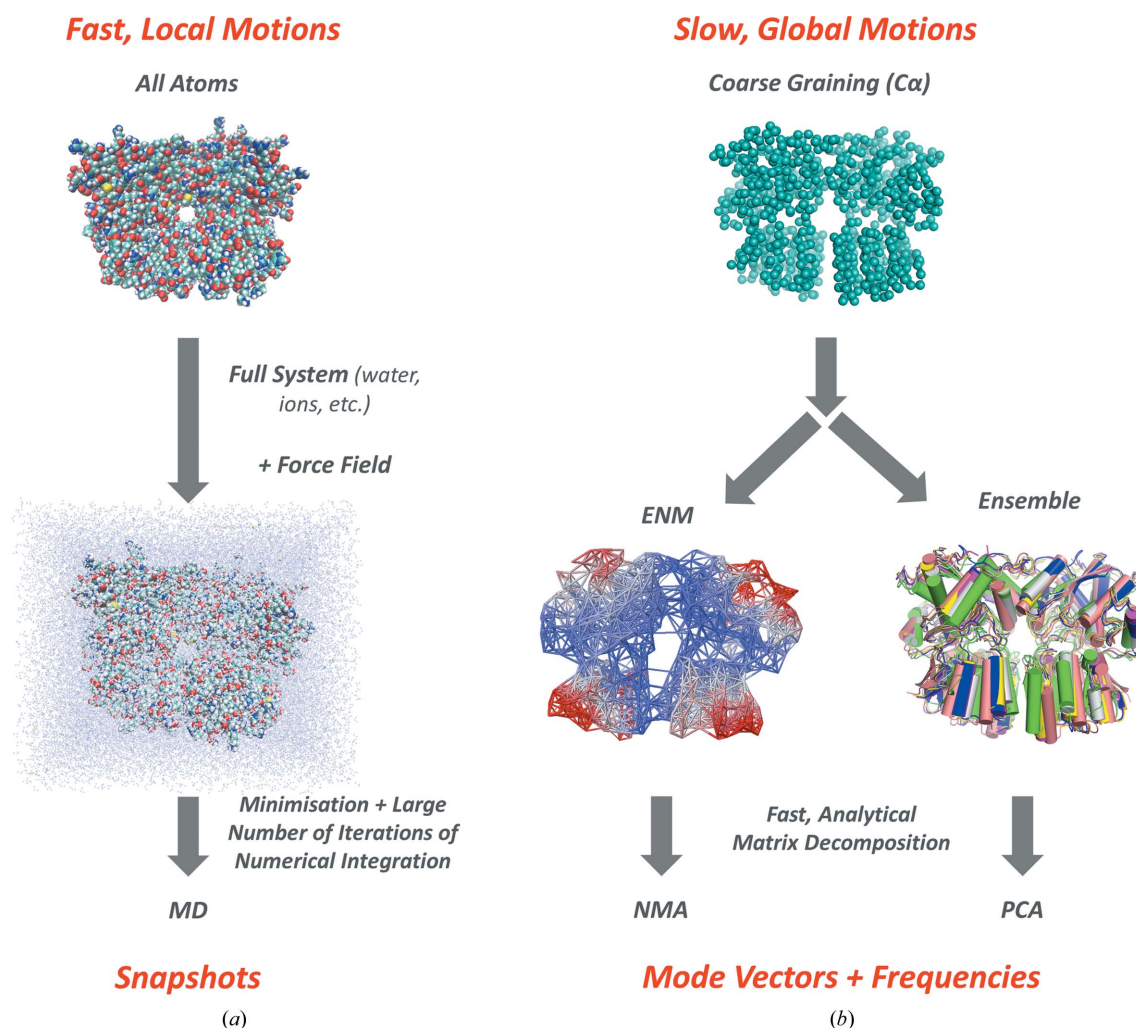 Fast, Local Motions
All Atoms
Full System (water,
ions, etc.)
+ Force Field
Minimisation + Large
Number of Iterations of
Numerical Integration
MD
Snapshots
(a)
Slow, Global Motions
Coarse Graining (Cα)
ENM
Ensemble
Fast, Analytical
Matrix Decomposition
NMA
PCA
Mode Vectors + Frequencies
(b)